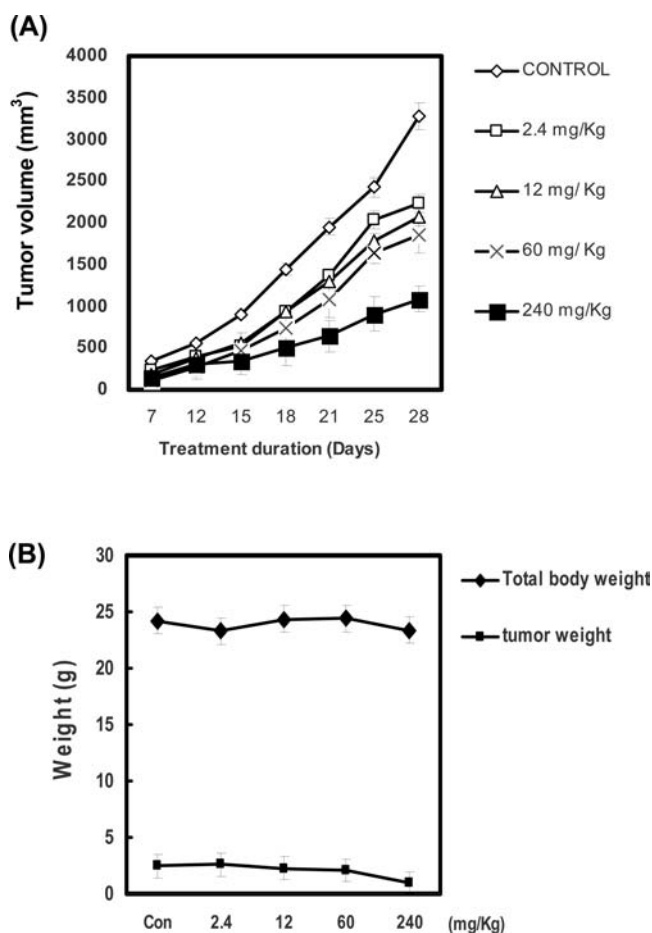 (A)
Tumor volume (mm³)
4000
3500
3000
2500
2000
1500
1000
500
0
7 12 15 18 21 25 28
Treatment duration (Days)
CONTROL
2.4 mg/Kg
12 mg/ Kg
60 mg/ Kg
240 mg/Kg
(B)
Weight (g)
30
25
20
15
10
5
0
Con 2.4 12 60 240 (mg/Kg)
Total body weight
tumor weight